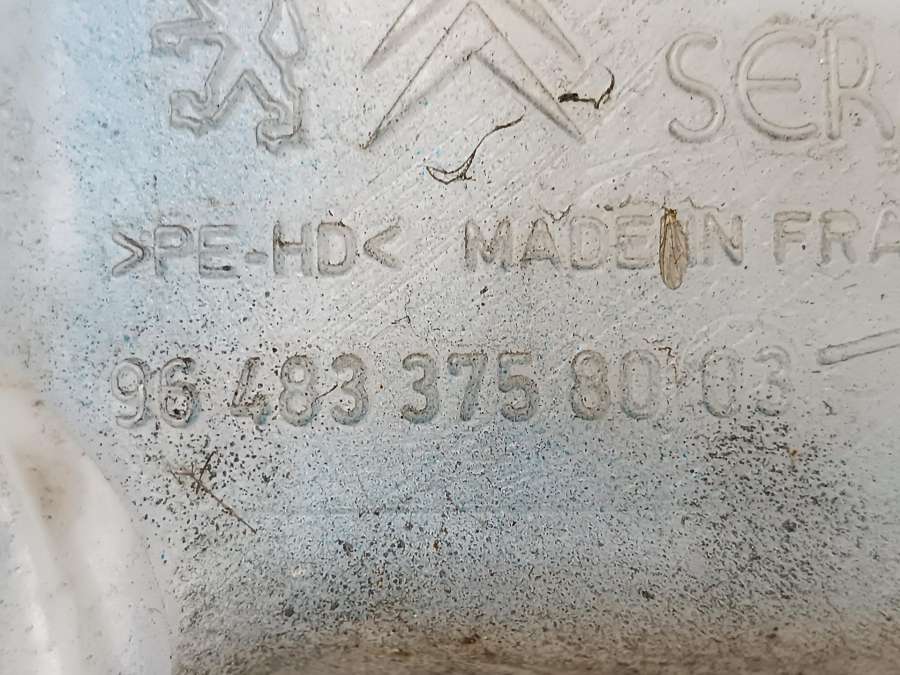 SER
>PE-HD< MADE IN FRA
96 483 375 80 03